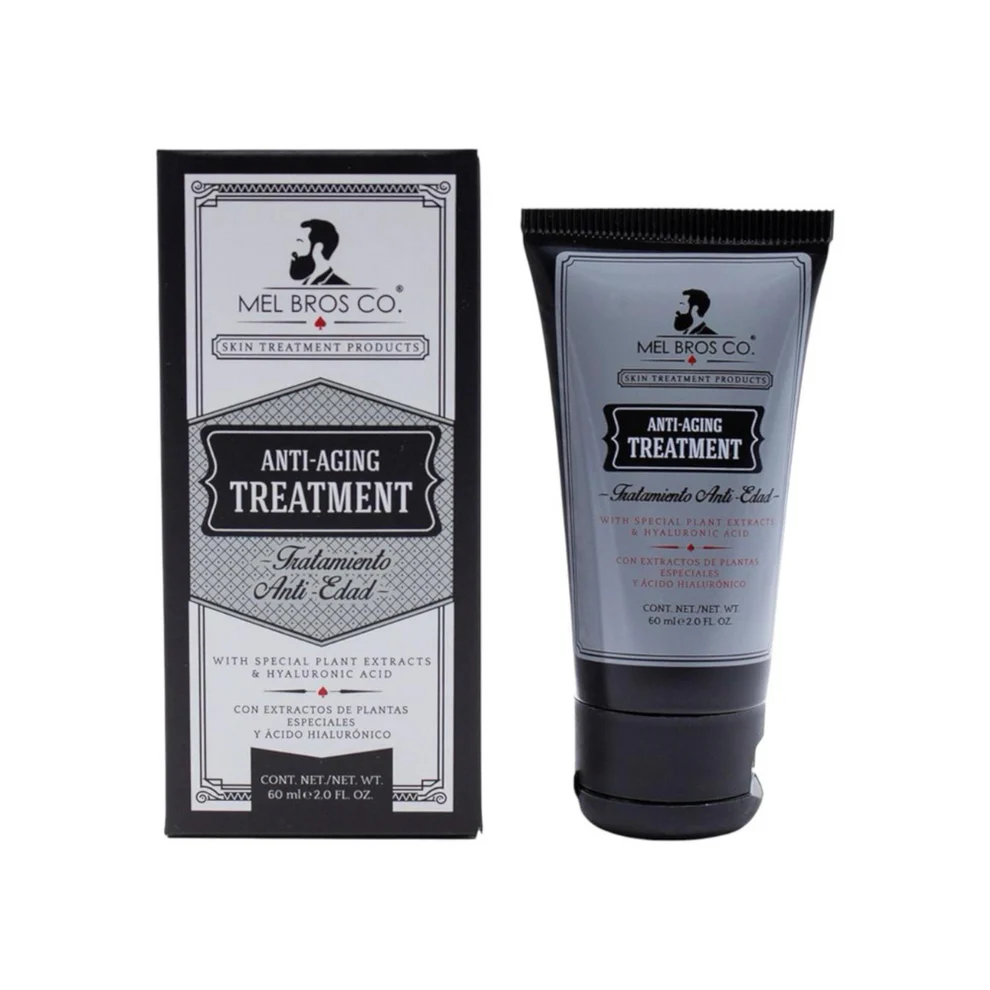 MEL BROS CO.®
SKIN TREATMENT PRODUCTS
ANTI-AGING
TREATMENT
-Tratamiento
Anti-Edad-
WITH SPECIAL PLANT EXTRACTS
& HYALURONIC ACID
CON EXTRACTOS DE PLANTAS
ESPECIALES
Y ÁCIDO HIALURÓNICO
CONT. NET./NET. WT.
60 ml e 2.0 FL. OZ.
MEL BROS CO.®
SKIN TREATMENT PRODUCTS
ANTI-AGING
TREATMENT
-Tratamiento Anti-Edad-
WITH SPECIAL PLANT EXTRACTS
& HYALURONIC ACID
CON EXTRACTOS DE PLANTAS
ESPECIALES
Y ÁCIDO HIALURÓNICO
CONT. NET./NET. WT.
60 ml e 2.0 FL. OZ.